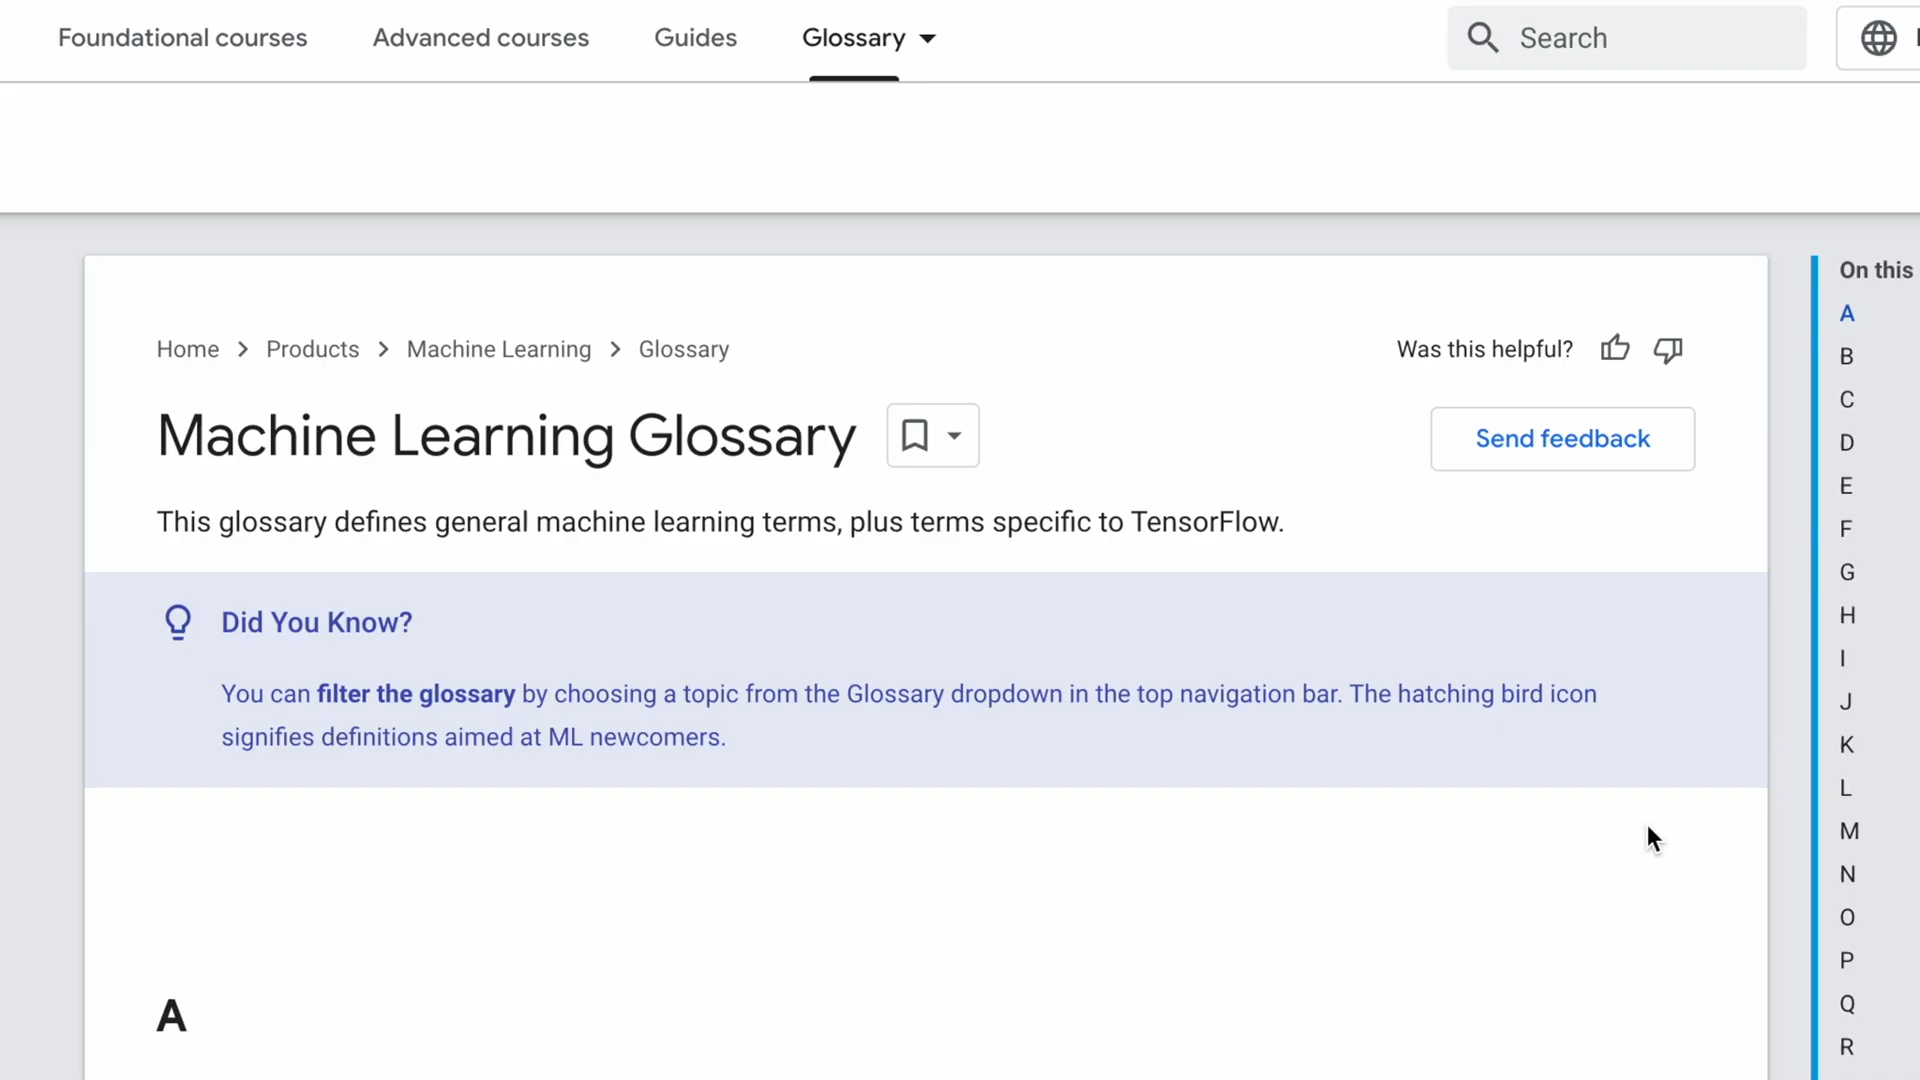 Foundational courses
Advanced courses
Guides
Glossary
Search
Home
Products
Machine Learning
Glossary
Was this helpful?
Machine Learning Glossary
Send feedback
This glossary defines general machine learning terms, plus terms specific to TensorFlow.
Did You Know?
You can filter the glossary by choosing a topic from the Glossary dropdown in the top navigation bar. The hatching bird icon
signifies definitions aimed at ML newcomers.
A
On this
A
B
C
D
E
F
G
H
I
J
K
L
M
N
O
P
Q
R